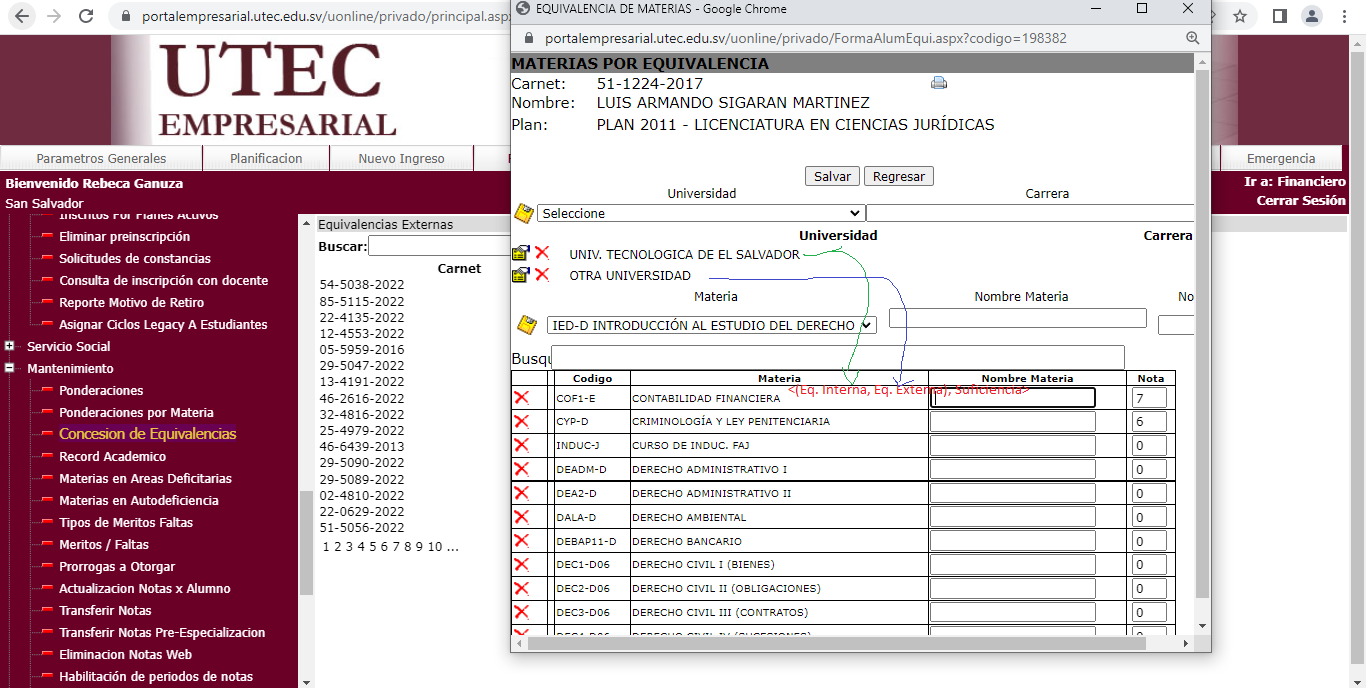 portalempresarial.utec.edu.sv/uonline/privado/principal.asp
EQUIVALENCIA DE MATERIAS - Google Chrome
portalempresarial.utec.edu.sv/uonline/privado/FormaAlumEqui.aspx?codigo=198382
UTEC
EMPRESARIAL
Parametros Generales
Planificacion
Nuevo Ingreso
Emergencia
Bienvenido Rebeca Ganuza
San Salvador
Ir a: Financiero
Cerrar Sesión
Inscritos Por Planes Activos
Eliminar preinscripción
Solicitudes de constancias
Consulta de inscripción con docente
Reporte Motivo de Retiro
Asignar Ciclos Legacy A Estudiantes
Servicio Social
Mantenimiento
Ponderaciones
Ponderaciones por Materia
Concesion de Equivalencias
Record Academico
Materias en Areas Deficitarias
Materias en Autodeficiencia
Tipos de Meritos Faltas
Meritos / Faltas
Prorrogas a Otorgar
Actualizacion Notas x Alumno
Transferir Notas
Transferir Notas Pre-Especializacion
Eliminacion Notas Web
Habilitación de periodos de notas
Equivalencias Externas
Buscar:
Carnet
54-5038-2022
85-5115-2022
22-4135-2022
12-4553-2022
05-5959-2016
29-5047-2022
13-4191-2022
46-2616-2022
32-4816-2022
25-4979-2022
46-6439-2013
29-5090-2022
29-5089-2022
02-4810-2022
22-0629-2022
51-5056-2022
1 2 3 4 5 6 7 8 9 10 ...
MATERIAS POR EQUIVALENCIA
Carnet: 51-1224-2017
Nombre: LUIS ARMANDO SIGARAN MARTINEZ
Plan: PLAN 2011 - LICENCIATURA EN CIENCIAS JURÍDICAS
Salvar Regresar
Universidad Carrera
Seleccione
Universidad Carrera
UNIV. TECNOLOGICA DE EL SALVADOR
OTRA UNIVERSIDAD
Materia Nombre Materia No
IED-D INTRODUCCIÓN AL ESTUDIO DEL DERECHO
Busqu
Codigo Materia Nombre Materia Nota
<(Eq. Interna, Eq. Externa), Suficiencia>
COF1-E CONTABILIDAD FINANCIERA 7
CYP-D CRIMINOLOGÍA Y LEY PENITENCIARIA 6
INDUC-J CURSO DE INDUC. FAJ 0
DEADM-D DERECHO ADMINISTRATIVO I 0
DEA2-D DERECHO ADMINISTRATIVO II 0
DALA-D DERECHO AMBIENTAL 0
DEBAP11-D DERECHO BANCARIO 0
DEC1-D06 DERECHO CIVIL I (BIENES) 0
DEC2-D06 DERECHO CIVIL II (OBLIGACIONES) 0
DEC3-D06 DERECHO CIVIL III (CONTRATOS) 0
DEC4-D06 DERECHO CIVIL IV (SUCESIONES) 0